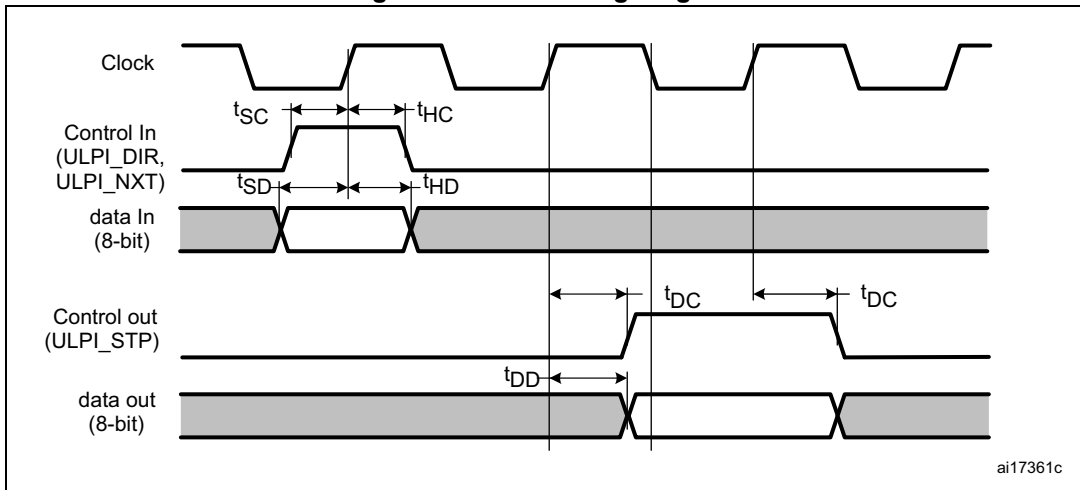 Clock
tSC
tHC
Control In
(ULPI_DIR,
ULPI_NXT)
tSD
tHD
data In
(8-bit)
tDC
tDC
Control out
(ULPI_STP)
tDD
data out
(8-bit)
ai17361c